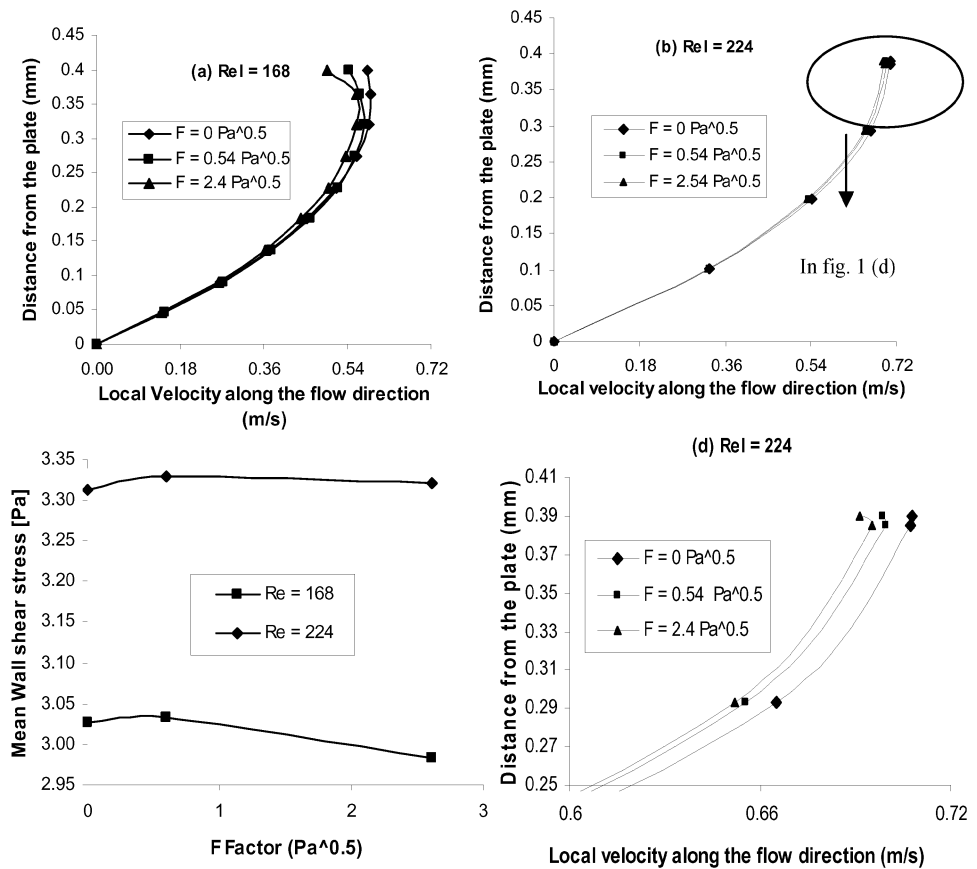 (a) Rel = 168
Distance from the plate (mm)
0.45
0.4
0.35
0.3
0.25
0.2
0.15
0.1
0.05
0
F = 0 Pa^0.5
F = 0.54 Pa^0.5
F = 2.4 Pa^0.5
0.00 0.18 0.36 0.54 0.72
Local Velocity along the flow direction
(m/s)
(b) Rel = 224
Distance from the plate (mm)
0.45
0.4
0.35
0.3
0.25
0.2
0.15
0.1
0.05
0
F = 0 Pa^0.5
F = 0.54 Pa^0.5
F = 2.54 Pa^0.5
In fig. 1 (d)
0 0.18 0.36 0.54 0.72
Local velocity along the flow direction (m/s)
Mean Wall shear stress [Pa]
3.35
3.30
3.25
3.20
3.15
3.10
3.05
3.00
2.95
Re = 168
Re = 224
0 1 2 3
F Factor (Pa^0.5)
(d) Rel = 224
Distance from the plate (mm)
0.41
0.39
0.37
0.35
0.33
0.31
0.29
0.27
0.25
F = 0 Pa^0.5
F = 0.54 Pa^0.5
F = 2.4 Pa^0.5
0.6 0.66 0.72
Local velocity along the flow direction (m/s)